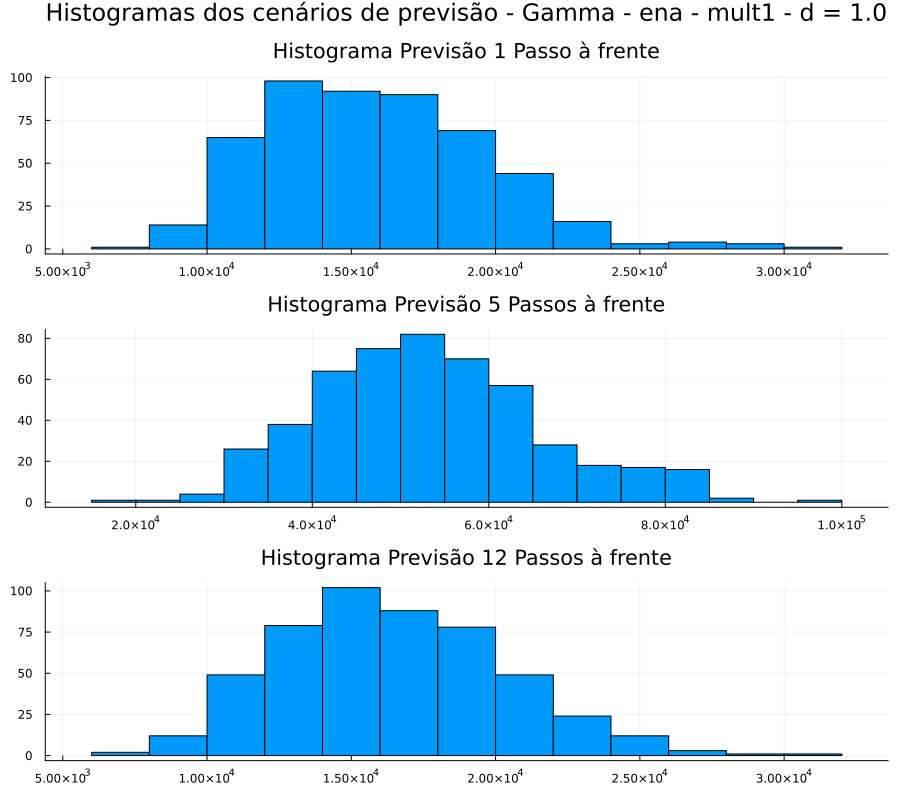 Histogramas dos cenários de previsão - Gamma - ena - mult1 - d = 1.0
Histograma Previsão 1 Passo à frente
100
75
50
25
0
5.00×10³ 1.00×10⁴ 1.50×10⁴ 2.00×10⁴ 2.50×10⁴ 3.00×10⁴
Histograma Previsão 5 Passos à frente
80
60
40
20
0
2.0×10⁴ 4.0×10⁴ 6.0×10⁴ 8.0×10⁴ 1.0×10⁵
Histograma Previsão 12 Passos à frente
100
75
50
25
0
5.00×10³ 1.00×10⁴ 1.50×10⁴ 2.00×10⁴ 2.50×10⁴ 3.00×10⁴